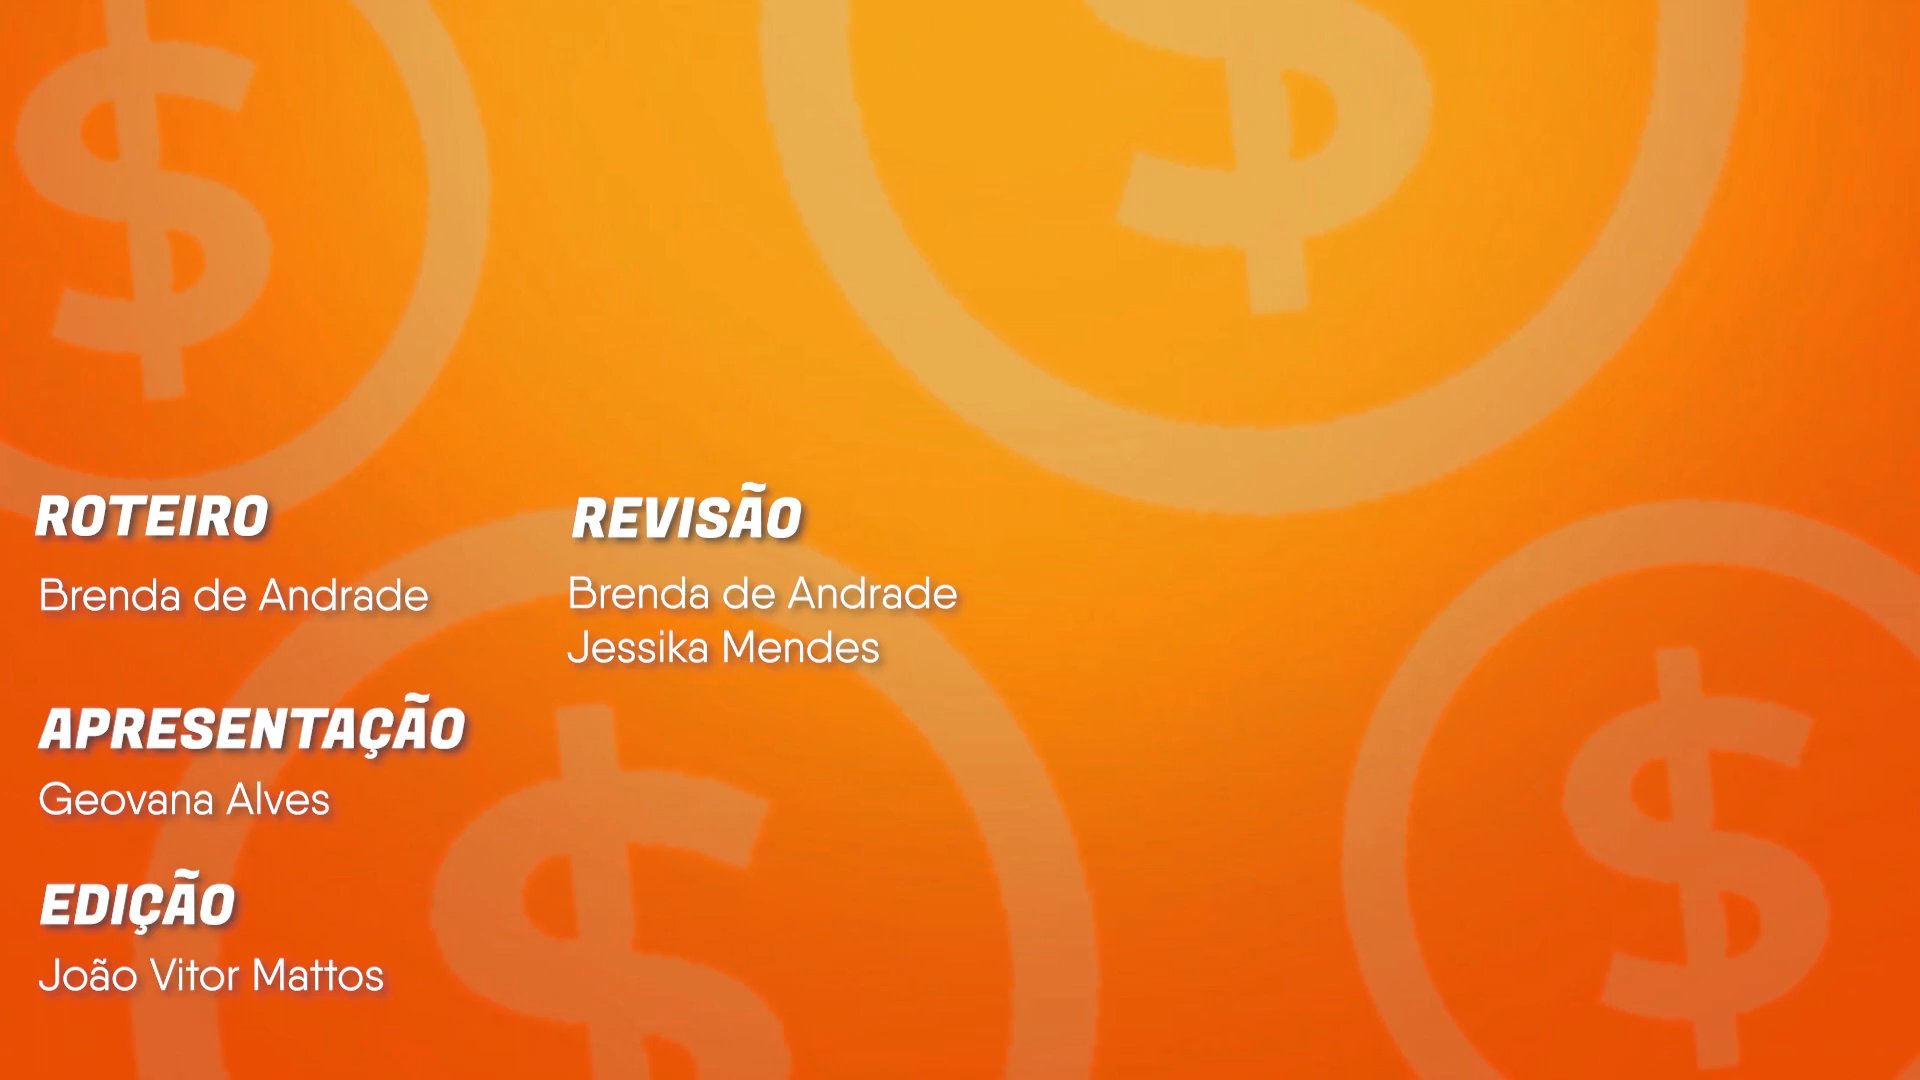 ROTEIRO
Brenda de Andrade
APRESENTAÇÃO
Geovana Alves
EDIÇÃO
João Vitor Mattos
REVISÃO
Brenda de Andrade
Jessika Mendes